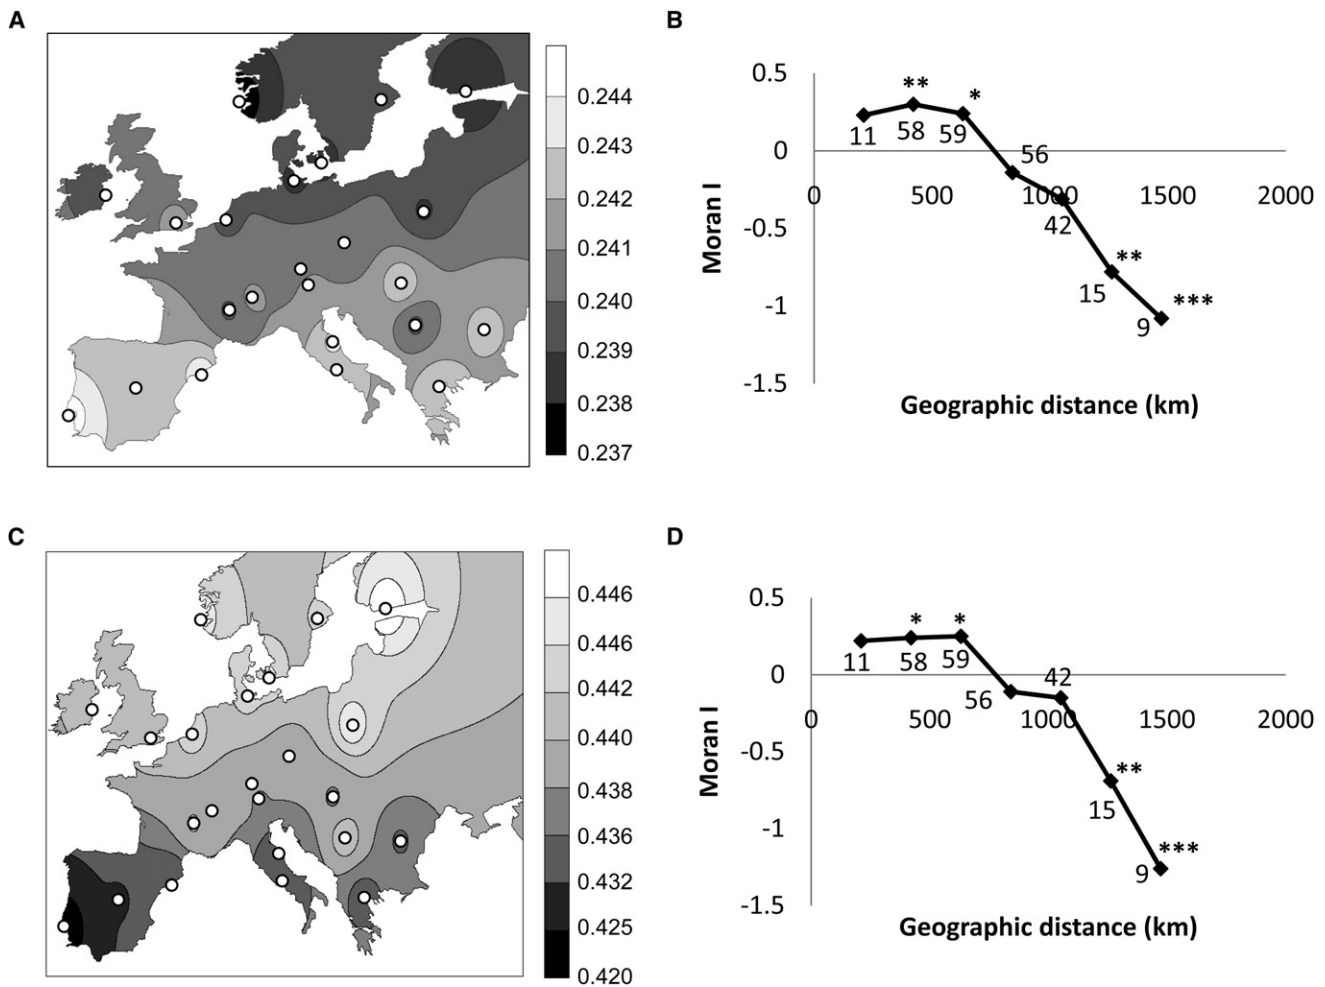 A
0.244
0.243
0.242
0.241
0.240
0.239
0.238
0.237
B
0.5
0
-0.5
-1
-1.5
Moran I
0 500 1000 1500 2000
11 58 59 56 42 15 9
** * ** ***
Geographic distance (km)
C
0.446
0.446
0.442
0.440
0.438
0.436
0.432
0.425
0.420
D
0.5
0
-0.5
-1
-1.5
Moran I
0 500 1000 1500 2000
11 58 59 56 42 15 9
* * ** ***
Geographic distance (km)